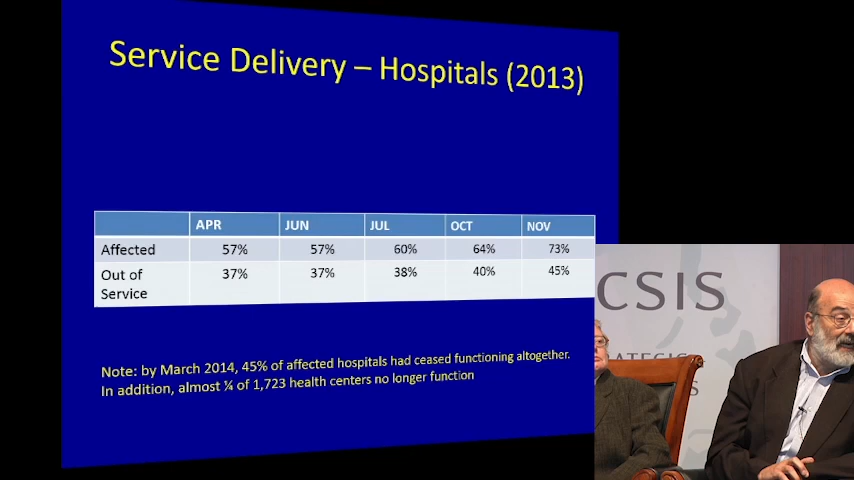 Service Delivery – Hospitals (2013)
APR JUN JUL OCT NOV
Affected 57% 57% 60% 64% 73%
Out of Service 37% 37% 38% 40% 45%
Note: by March 2014, 45% of affected hospitals had ceased functioning altogether.
In addition, almost ¼ of 1,723 health centers no longer function
CSIS